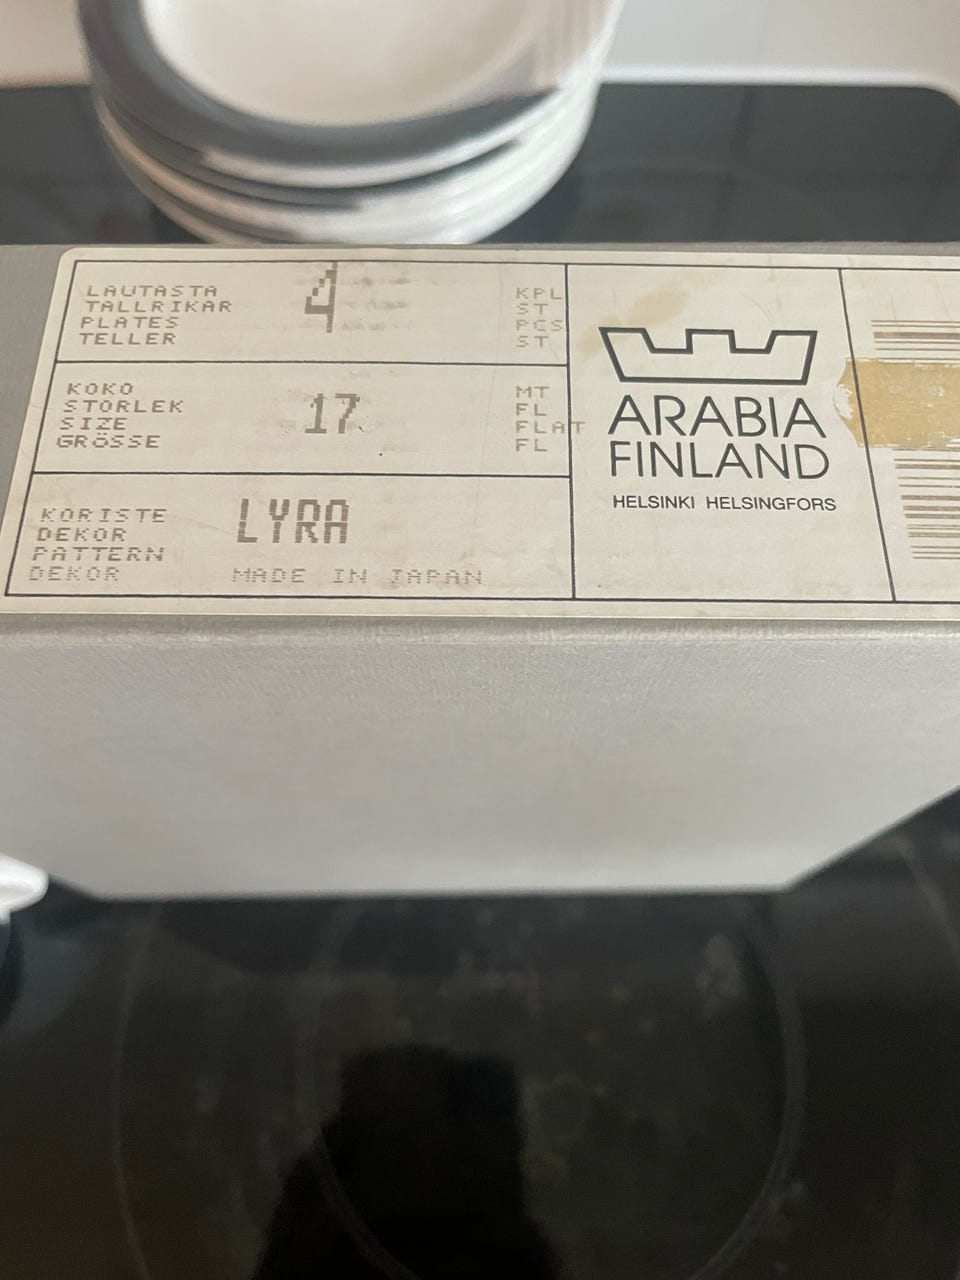 LAUTASTA 4 KPL
TALLRIKAR ST
PLATES PCS
TELLER ST
KOKO 17 MT
STORLEK FL
SIZE FLAT
GRÖSSE FL
KORISTE LYRA
DEKOR
PATTERN
DEKOR MADE IN JAPAN
ARABIA
FINLAND
HELSINKI HELSINGFORS